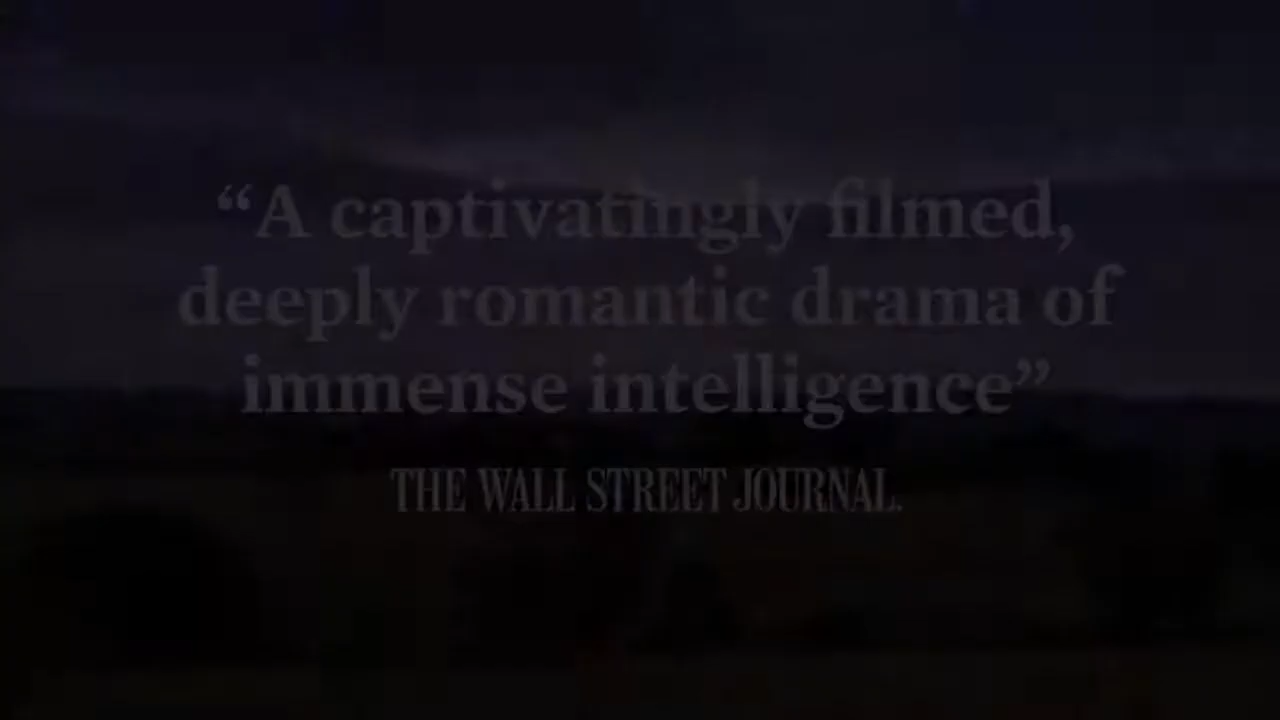 “A captivatingly filmed,
deeply romantic drama of
immense intelligence”
THE WALL STREET JOURNAL.